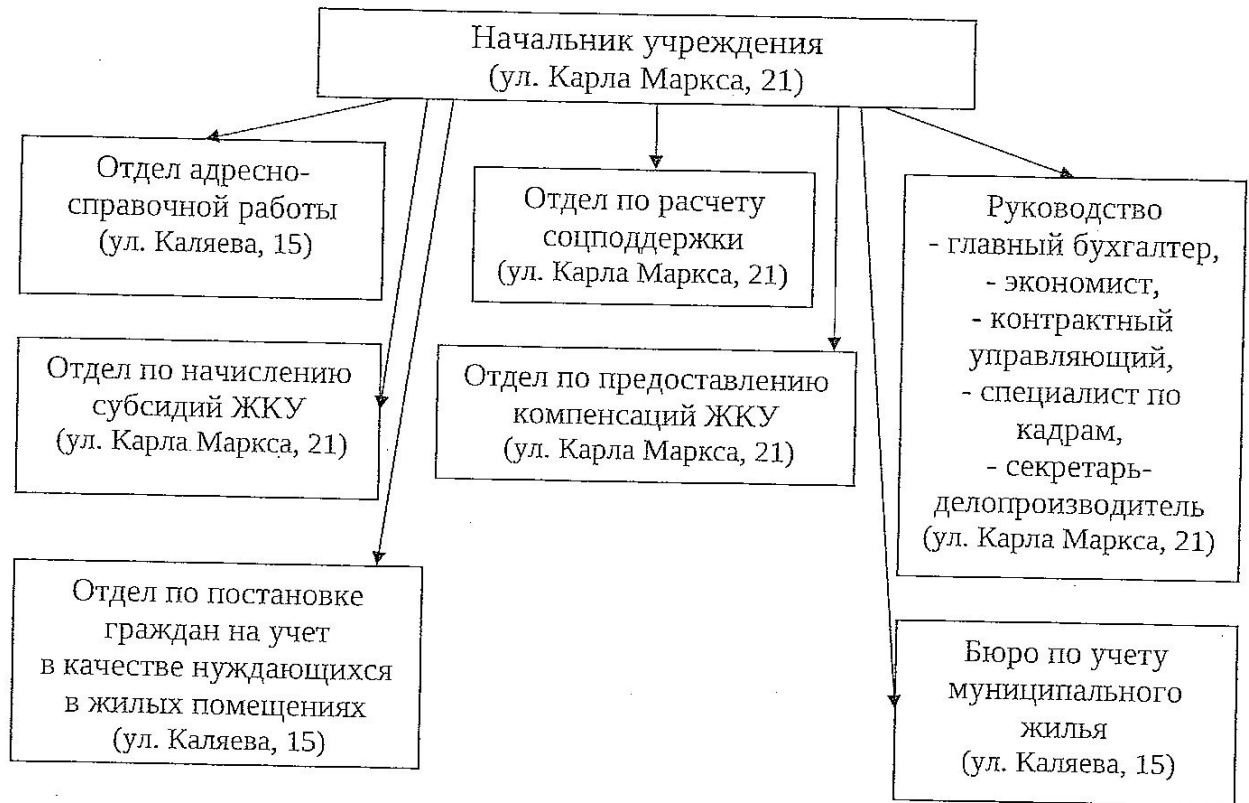 Начальник учреждения
(ул. Карла Маркса, 21)
Отдел адресно-
справочной работы
(ул. Каляева, 15)
Отдел по расчету
соцподдержки
(ул. Карла Маркса, 21)
Руководство
- главный бухгалтер,
- экономист,
- контрактный
управляющий,
- специалист по
кадрам,
- секретарь-
делопроизводитель
(ул. Карла Маркса, 21)
Отдел по начислению
субсидий ЖКУ
(ул. Карла Маркса, 21)
Отдел по предоставлению
компенсаций ЖКУ
(ул. Карла Маркса, 21)
Отдел по постановке
граждан на учет
в качестве нуждающихся
в жилых помещениях
(ул. Каляева, 15)
Бюро по учету
муниципального
жилья
(ул. Каляева, 15)